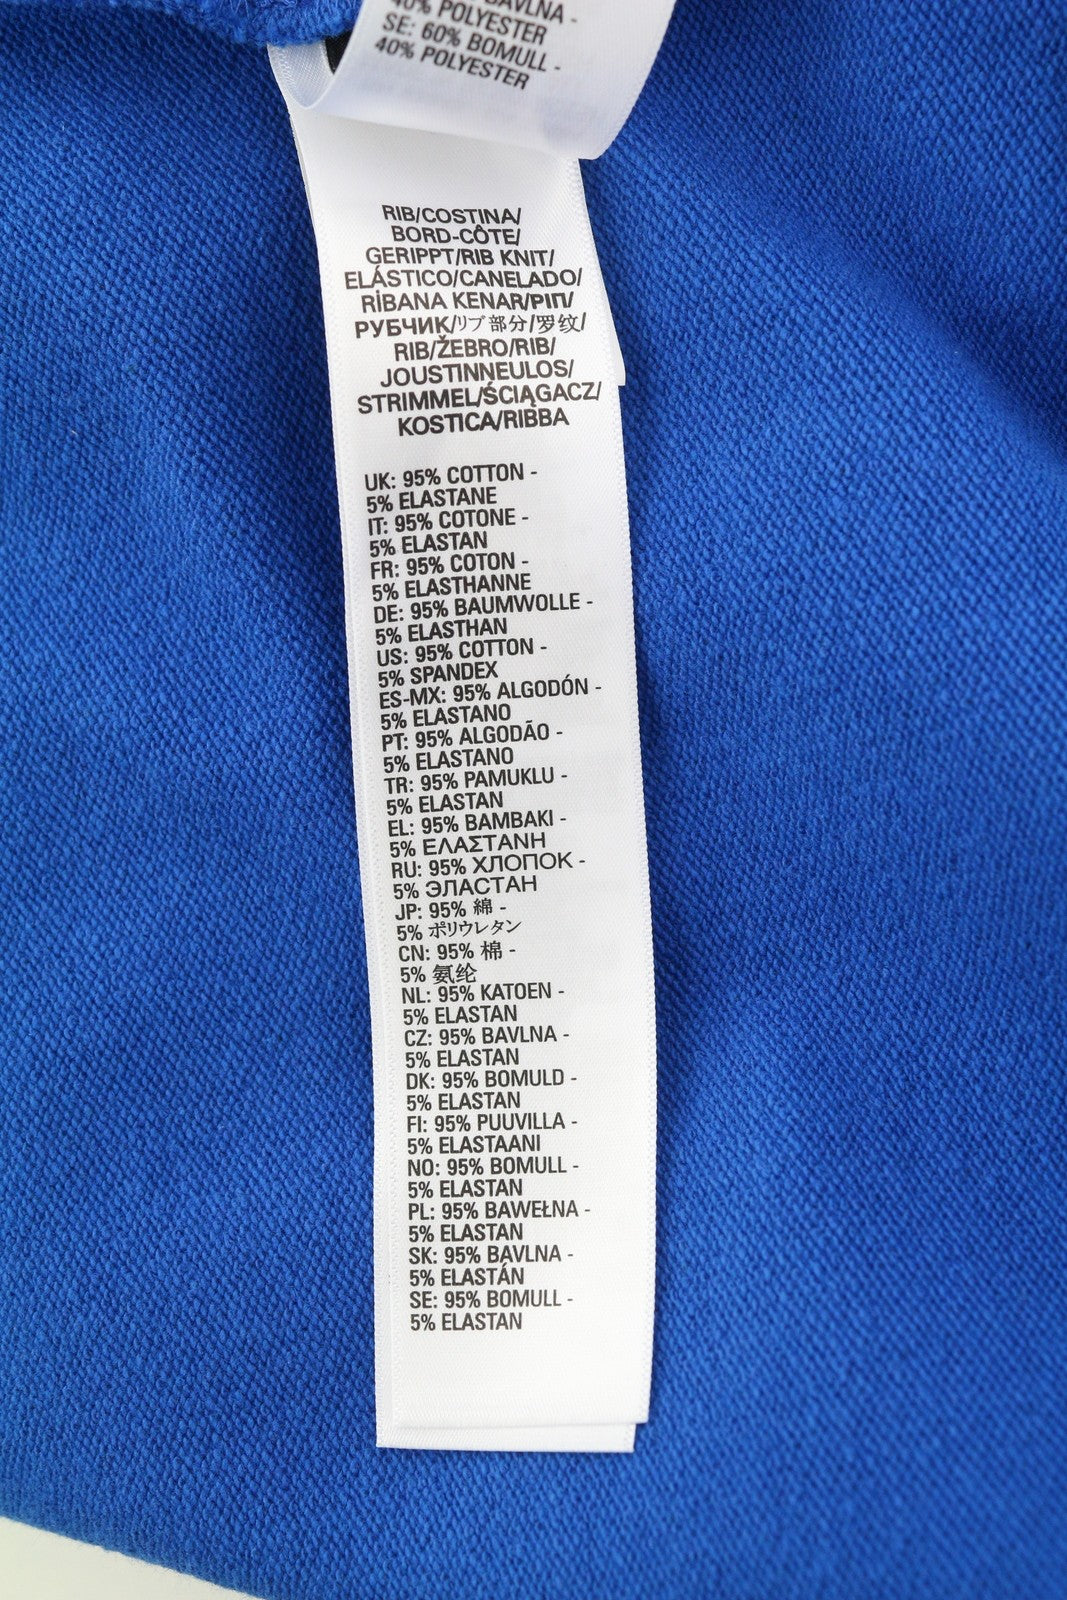 BAVLNA -
40% POLYESTER
SE: 60% BOMULL -
40% POLYESTER
RIB/COSTINA/
BORD-CÔTE/
GERIPPT/RIB KNIT/
ELÁSTICO/CANELADO/
RİBANA KENAR/ΡΙΠ/
РУБЧИК/リブ部分/罗纹/
RIB/ŽEBRO/RIB/
JOUSTINNEULOS/
STRIMMEL/ŚCIĄGACZ/
KOSTICA/RIBBA
UK: 95% COTTON -
5% ELASTANE
IT: 95% COTONE -
5% ELASTAN
FR: 95% COTON -
5% ELASTHANNE
DE: 95% BAUMWOLLE -
5% ELASTHAN
US: 95% COTTON -
5% SPANDEX
ES-MX: 95% ALGODÓN -
5% ELASTANO
PT: 95% ALGODÃO -
5% ELASTANO
TR: 95% PAMUKLU -
5% ELASTAN
EL: 95% ΒΑΜΒΑΚΙ -
5% ΕΛΑΣΤΑΝΗ
RU: 95% ХЛОПОК -
5% ЭЛАСТАН
JP: 95% 綿 -
5% ポリウレタン
CN: 95% 棉 -
5% 氨纶
NL: 95% KATOEN -
5% ELASTAN
CZ: 95% BAVLNA -
5% ELASTAN
DK: 95% BOMULD -
5% ELASTAN
FI: 95% PUUVILLA -
5% ELASTAANI
NO: 95% BOMULL -
5% ELASTAN
PL: 95% BAWEŁNA -
5% ELASTAN
SK: 95% BAVLNA -
5% ELASTÁN
SE: 95% BOMULL -
5% ELASTAN